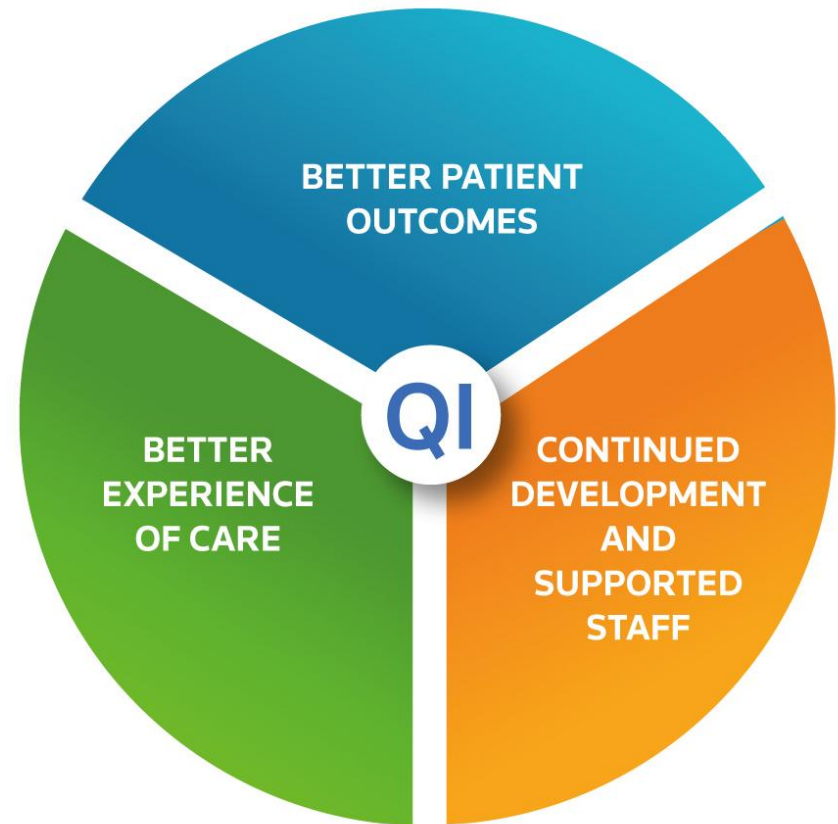 BETTER PATIENT
OUTCOMES
QI
BETTER
EXPERIENCE
OF CARE
CONTINUED
DEVELOPMENT
AND
SUPPORTED
STAFF